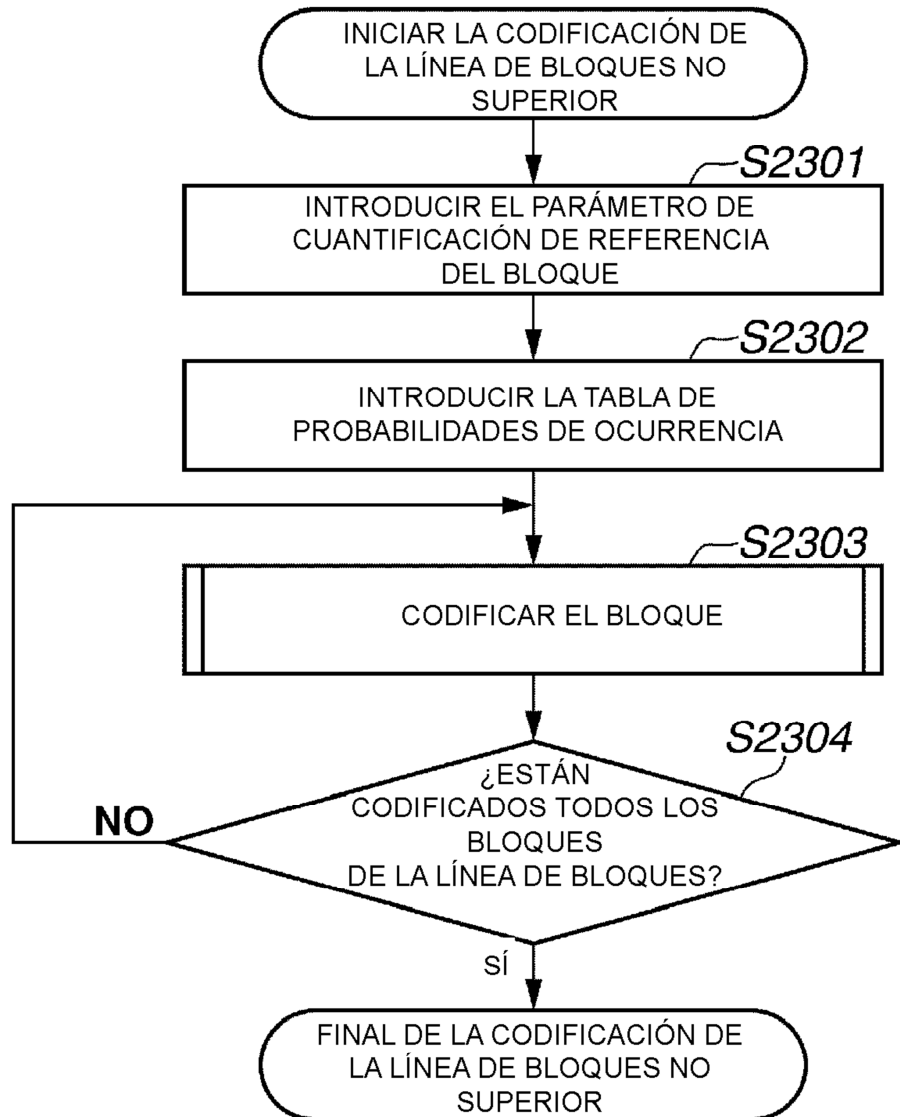 INICIAR LA CODIFICACIÓN DE
LA LÍNEA DE BLOQUES NO
SUPERIOR
S2301
INTRODUCIR EL PARÁMETRO DE
CUANTIFICACIÓN DE REFERENCIA
DEL BLOQUE
S2302
INTRODUCIR LA TABLA DE
PROBABILIDADES DE OCURRENCIA
S2303
CODIFICAR EL BLOQUE
S2304
¿ESTÁN
CODIFICADOS TODOS LOS
BLOQUES
DE LA LÍNEA DE BLOQUES?
NO
SÍ
FINAL DE LA CODIFICACIÓN DE
LA LÍNEA DE BLOQUES NO
SUPERIOR